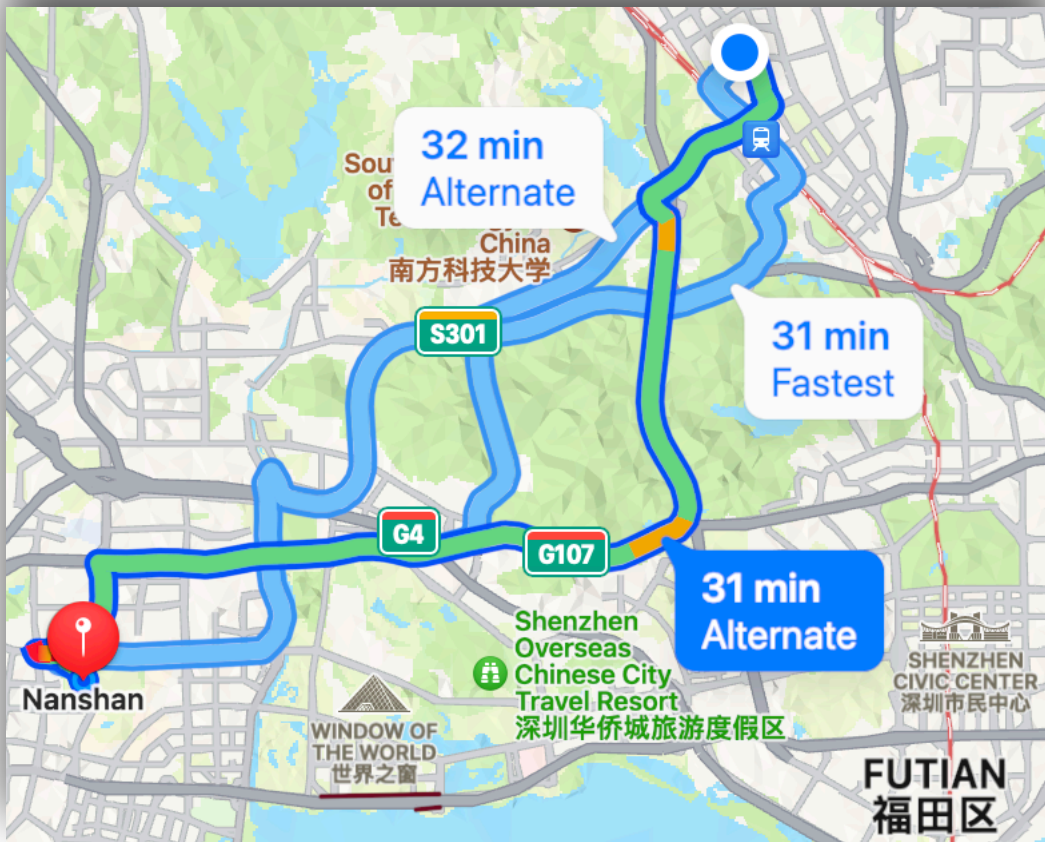 32 min
Alternate
China
南方科技大学
S301
31 min
Fastest
G4
G107
31 min
Alternate
Shenzhen
Overseas
Chinese City
Travel Resort
深圳华侨城旅游度假区
Nanshan
WINDOW OF
THE WORLD
世界之窗
SHENZHEN
CIVIC CENTER
深圳市民中心
FUTIAN
福田区